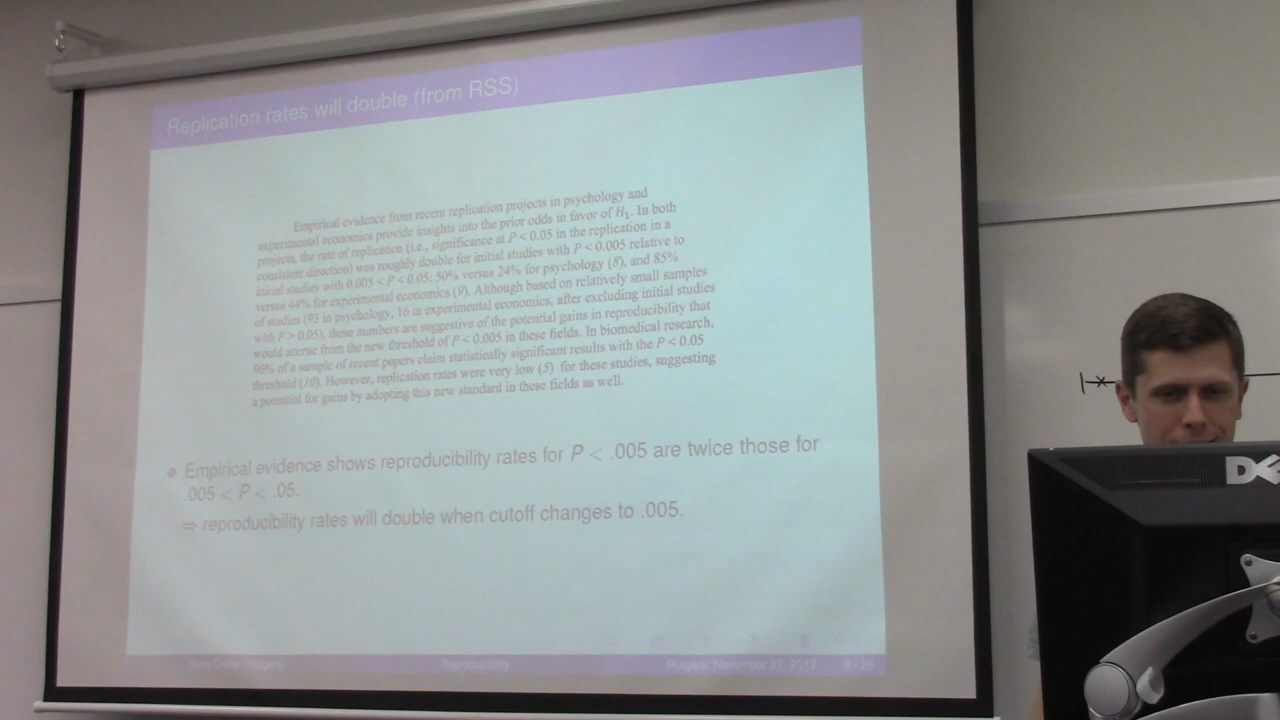 Replication rates will double (from RSS)
Empirical evidence from recent replication projects in psychology and
experimental economics provide insights into the prior odds in favor of H₁. In both
projects, the rate of replication (i.e., significance at P < 0.05 in the replication in a
consistent direction) was roughly double for initial studies with P < 0.005 relative to
initial studies with 0.005 < P < 0.05: 50% versus 24% for psychology (8), and 85%
versus 44% for experimental economics (9). Although based on relatively small samples
of studies (93 in psychology, 16 in experimental economics, after excluding initial studies
with P > 0.05), these numbers are suggestive of the potential gains in reproducibility that
would accrue from the new threshold of P < 0.005 in these fields. In biomedical research,
96% of a sample of recent papers claim statistically significant results with the P < 0.05
threshold (10). However, replication rates were very low (5) for these studies, suggesting
a potential for gains by adopting this new standard in these fields as well.
• Empirical evidence shows reproducibility rates for P < .005 are twice those for
.005 < P < .05.
⇒ reproducibility rates will double when cutoff changes to .005.
Reproducibility
Rutgers, November 27, 2017 9 / 25
DELL